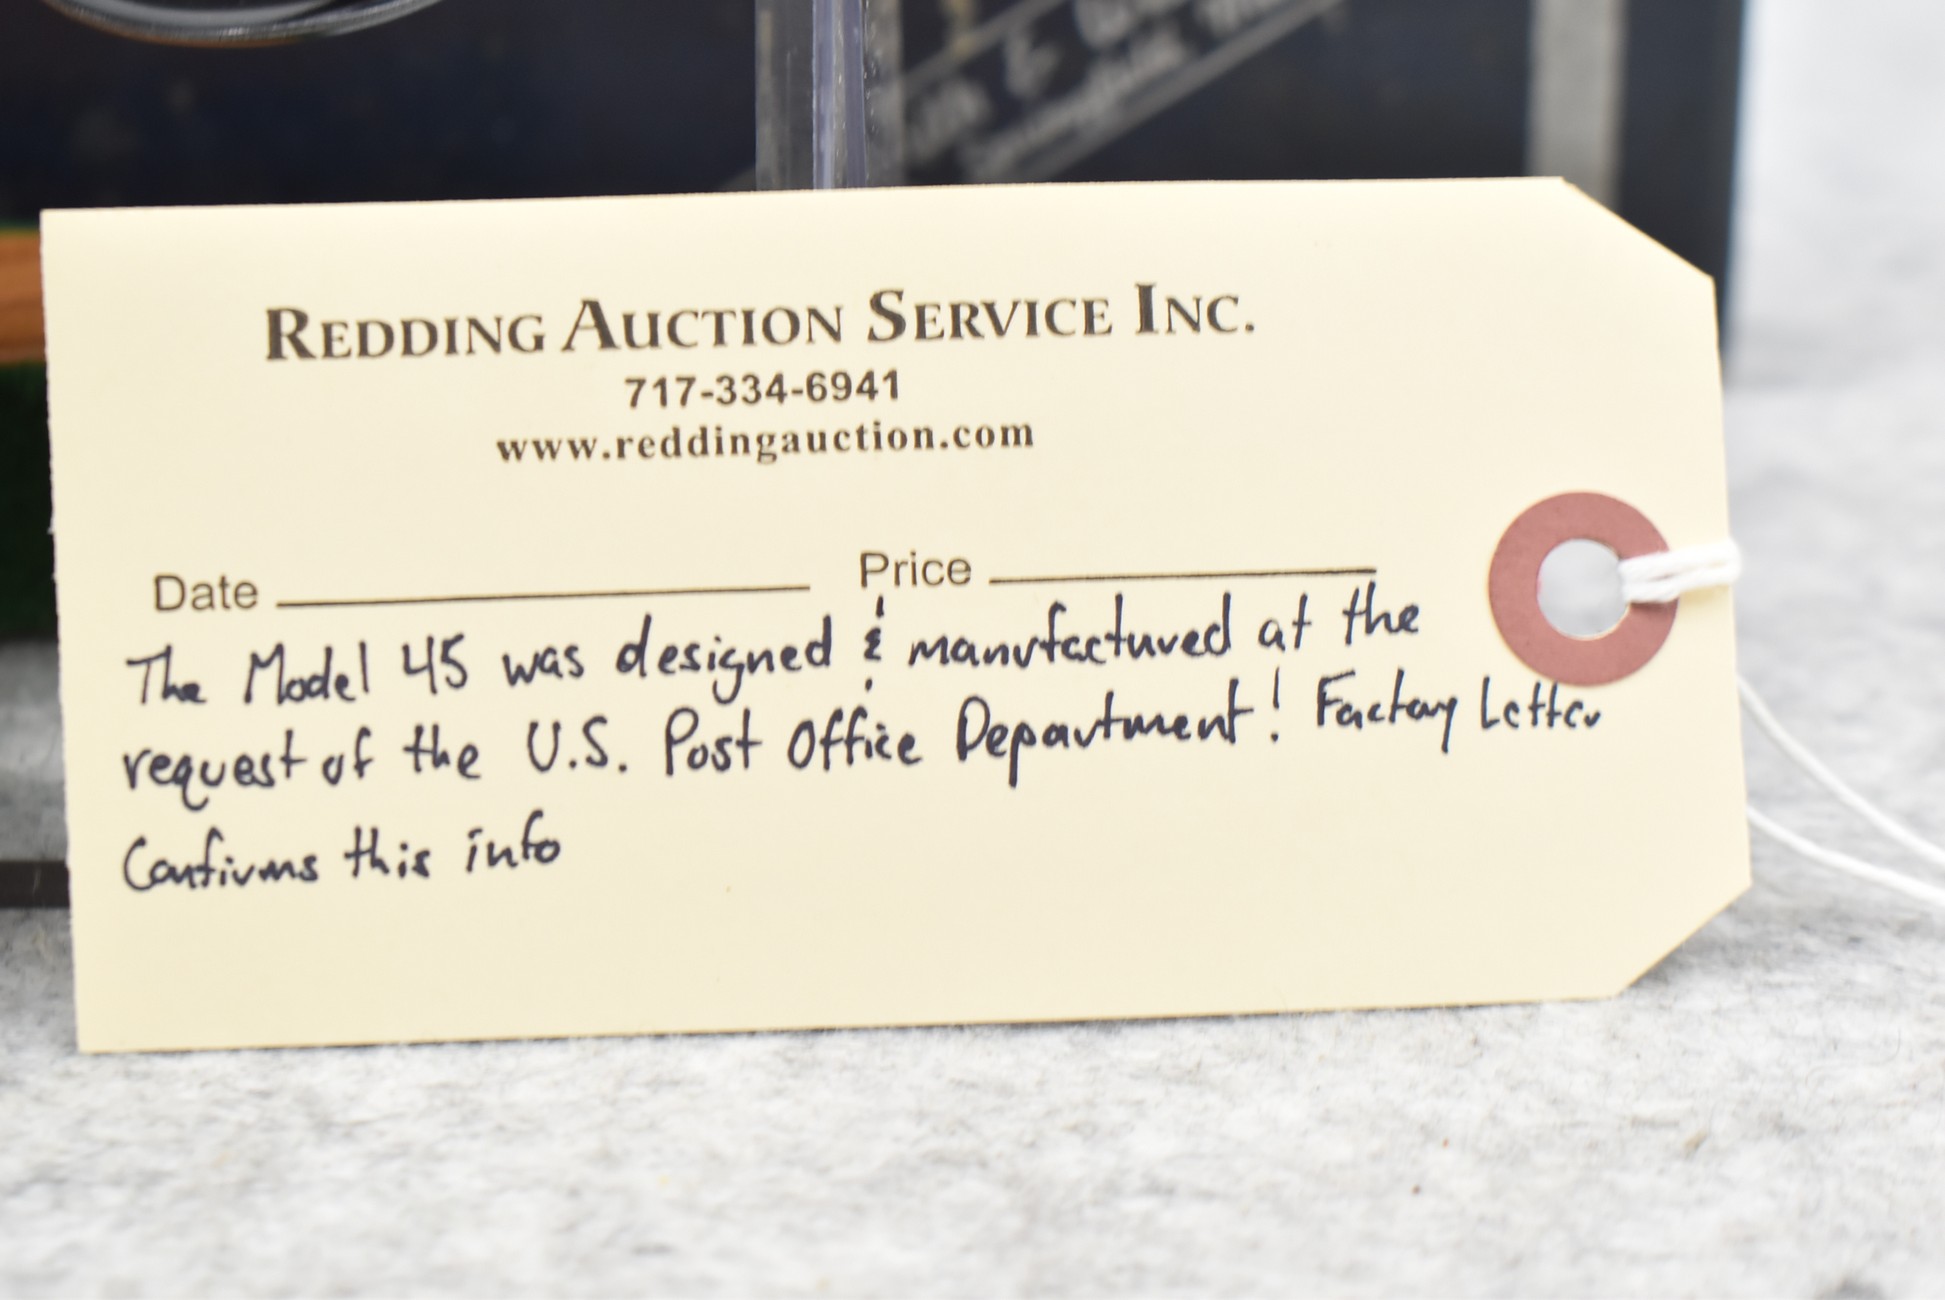 REDDING AUCTION SERVICE INC.
717-334-6941
www.reddingauction.com
Date Price
The Model 45 was designed & manufactured at the
request of the U.S. Post Office Department! Factory Letter
Confirms this info